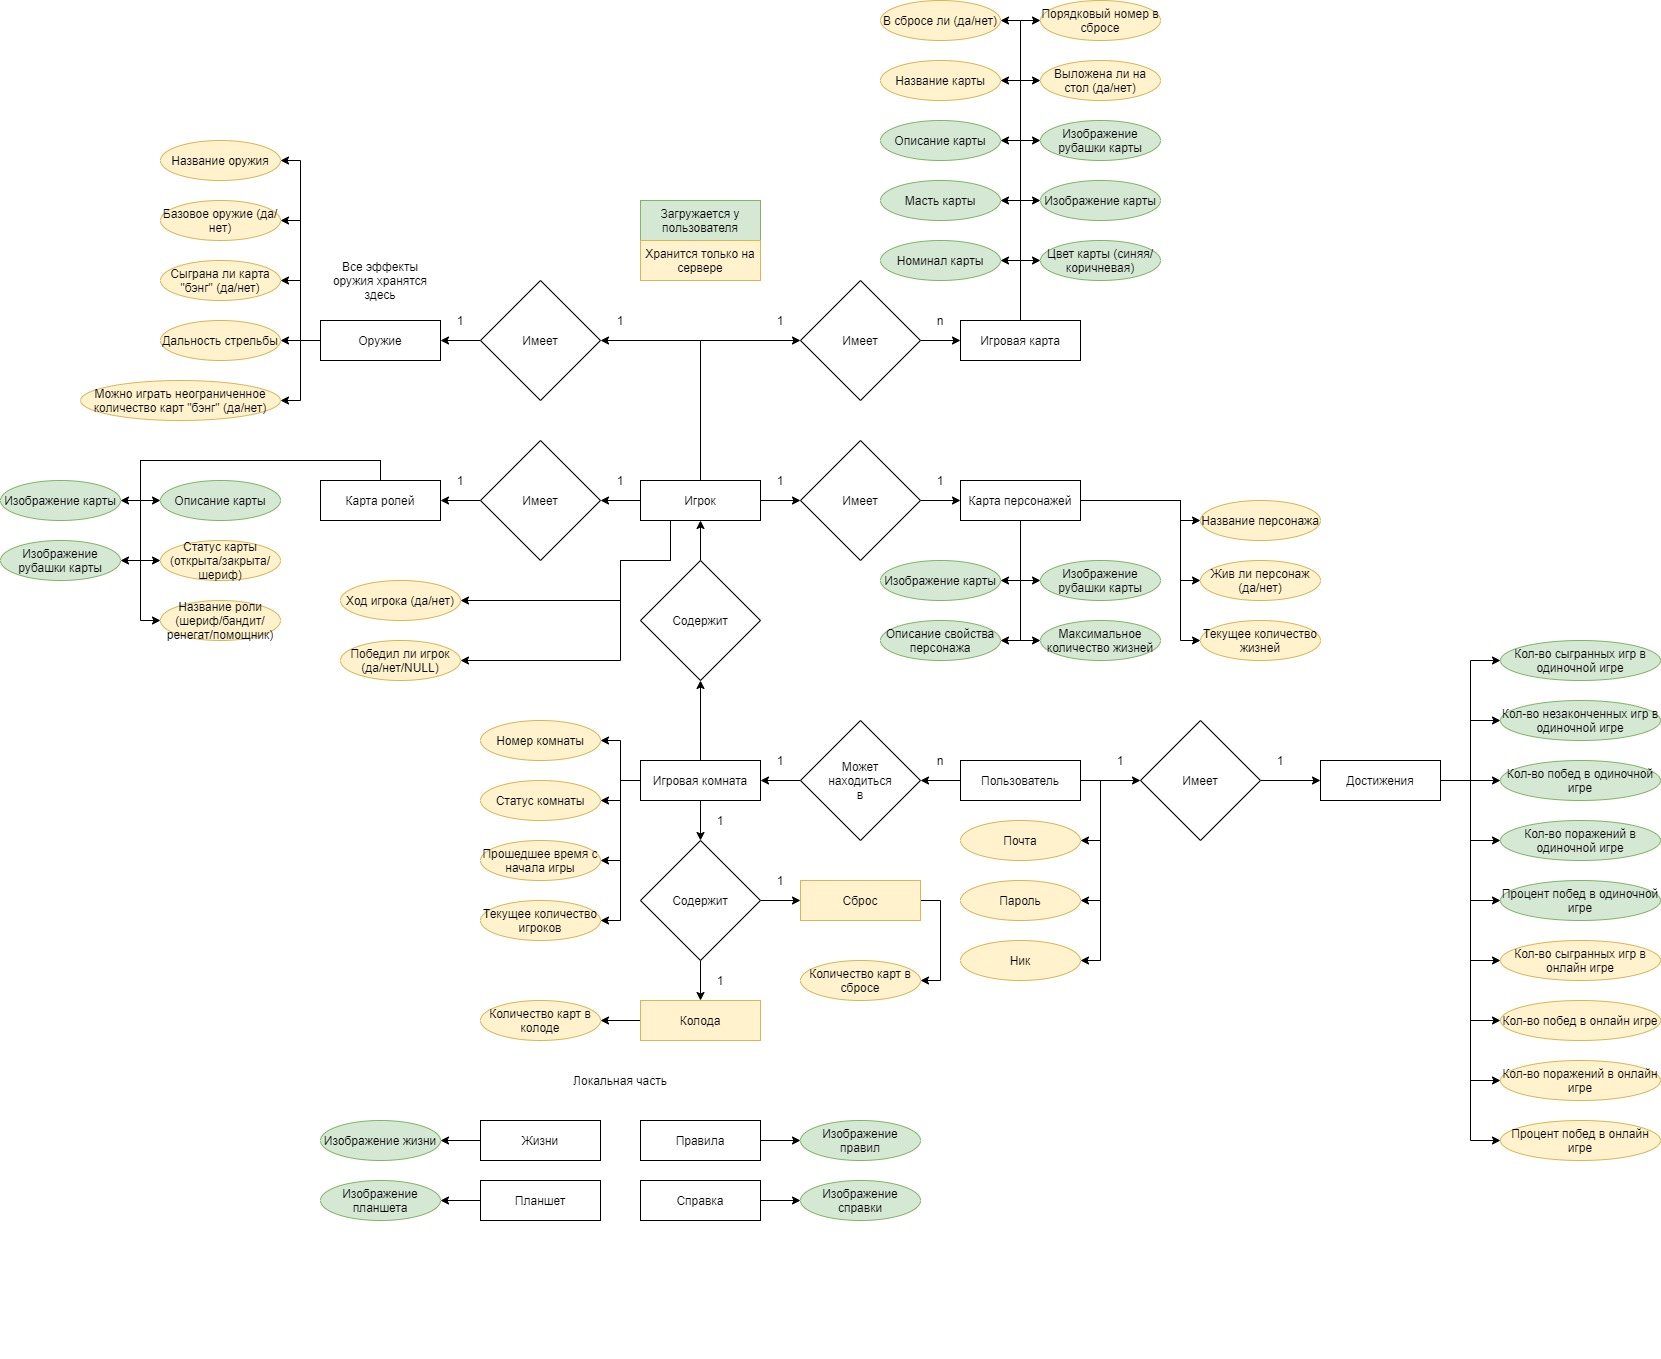 В сбросе ли (да/нет)
Порядковый номер в
сбросе
Название карты
Выложена ли на
стол (да/нет)
Описание карты
Изображение
рубашки карты
Масть карты
Изображение карты
Номинал карты
Цвет карты (синяя/
коричневая)
Название оружия
Базовое оружие (да/
нет)
Сыграна ли карта
"бэнг" (да/нет)
Дальность стрельбы
Можно играть неограниченное
количество карт "бэнг" (да/нет)
Все эффекты
оружия хранятся
здесь
Загружается у
пользователя
Хранится только на
сервере
Оружие
1
Имеет
1
1
Имеет
n
Игровая карта
Изображение карты
Описание карты
Изображение
рубашки карты
Статус карты
(открыта/закрыта/
шериф)
Название роли
(шериф/бандит/
ренегат/помощник)
Карта ролей
1
Имеет
1
Игрок
1
Имеет
1
Карта персонажей
Название персонажа
Жив ли персонаж
(да/нет)
Текущее количество
жизней
Изображение карты
Изображение
рубашки карты
Описание свойства
персонажа
Максимальное
количество жизней
Ход игрока (да/нет)
Победил ли игрок
(да/нет/NULL)
Содержит
Номер комнаты
Статус комнаты
Прошедшее время с
начала игры
Текущее количество
игроков
Игровая комната
1
Может
находиться
в
n
Пользователь
1
Имеет
1
Достижения
Почта
Пароль
Ник
1
Содержит
1
Сброс
Количество карт в
сбросе
1
Количество карт в
колоде
Колода
Кол-во сыгранных игр в
одиночной игре
Кол-во незаконченных игр в
одиночной игре
Кол-во побед в одиночной
игре
Кол-во поражений в
одиночной игре
Процент побед в одиночной
игре
Кол-во сыгранных игр в
онлайн игре
Кол-во побед в онлайн игре
Кол-во поражений в онлайн
игре
Процент побед в онлайн
игре
Локальная часть
Изображение жизни
Жизни
Правила
Изображение
правил
Изображение
планшета
Планшет
Справка
Изображение
справки